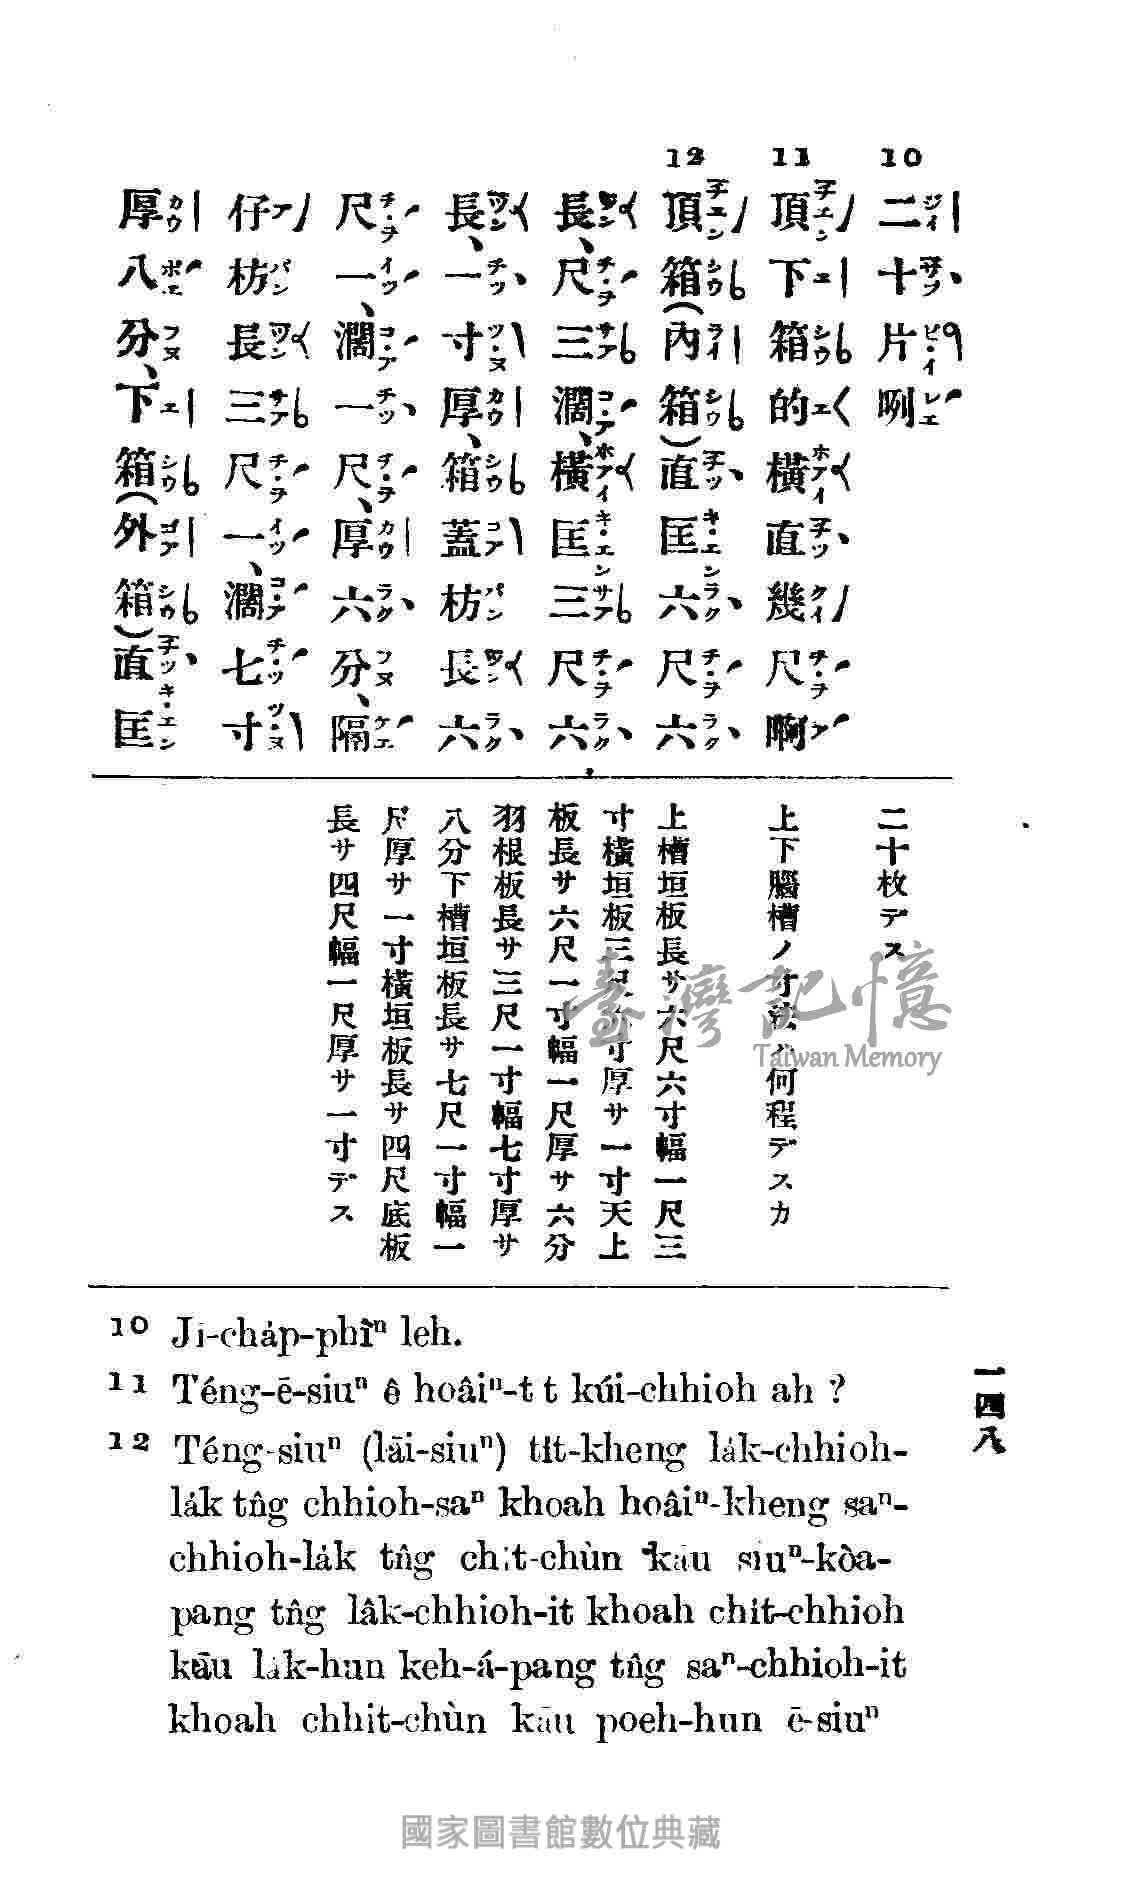 10
二十片咧
11
頂下箱的橫直幾尺啊
12
頂箱(內箱)直匡六尺六
長、尺三濶、橫匡三尺六
長、一寸厚、箱蓋枋長六
尺一、濶一尺、厚六分、隔
仔枋長三尺一、濶七寸
厚八分、下箱(外箱)直匡
二十枚デス
上下腦槽ノ寸法ハ何程デスカ
上槽垣板長サ六尺六寸幅一尺三
寸橫垣板三尺六寸厚サ一寸天上
板長サ六尺一寸幅一尺厚サ六分
羽根板長サ三尺一寸幅七寸厚サ
八分下槽垣板長サ七尺一寸幅一
尺厚サ一寸橫垣板長サ四尺底板
長サ四尺幅一尺厚サ一寸デス
10 Jī-cha̍p-phîⁿ leh.
11 Téng-ē-siuⁿ ê hoâiⁿ-t t kúi-chhioh ah ?
12 Téng-siuⁿ (lāi-siuⁿ) ti̍t-kheng la̍k-chhioh-
la̍k tn̂g chhioh-saⁿ khoah hoâiⁿ-kheng saⁿ-
chhioh-la̍k tn̂g chi̍t-chùn kāu siuⁿ-kòa-
pang tn̂g lâk-chhioh-it khoah chi̍t-chhioh
kāu la̍k-hun keh-á-pang tn̂g saⁿ-chhioh-it
khoah chhit-chùn kāu poeh-hun ē-siuⁿ
一四八
臺灣記憶
Taiwan Memory
國家圖書館數位典藏